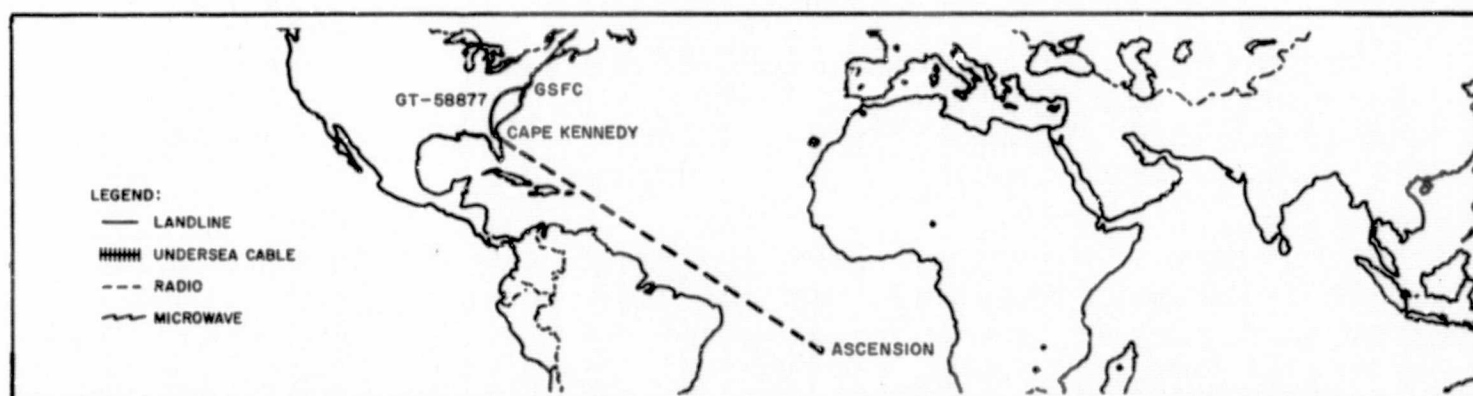 GSFC
GT-58877
CAPE KENNEDY
LEGEND:
LANDLINE
UNDERSEA CABLE
RADIO
MICROWAVE
ASCENSION